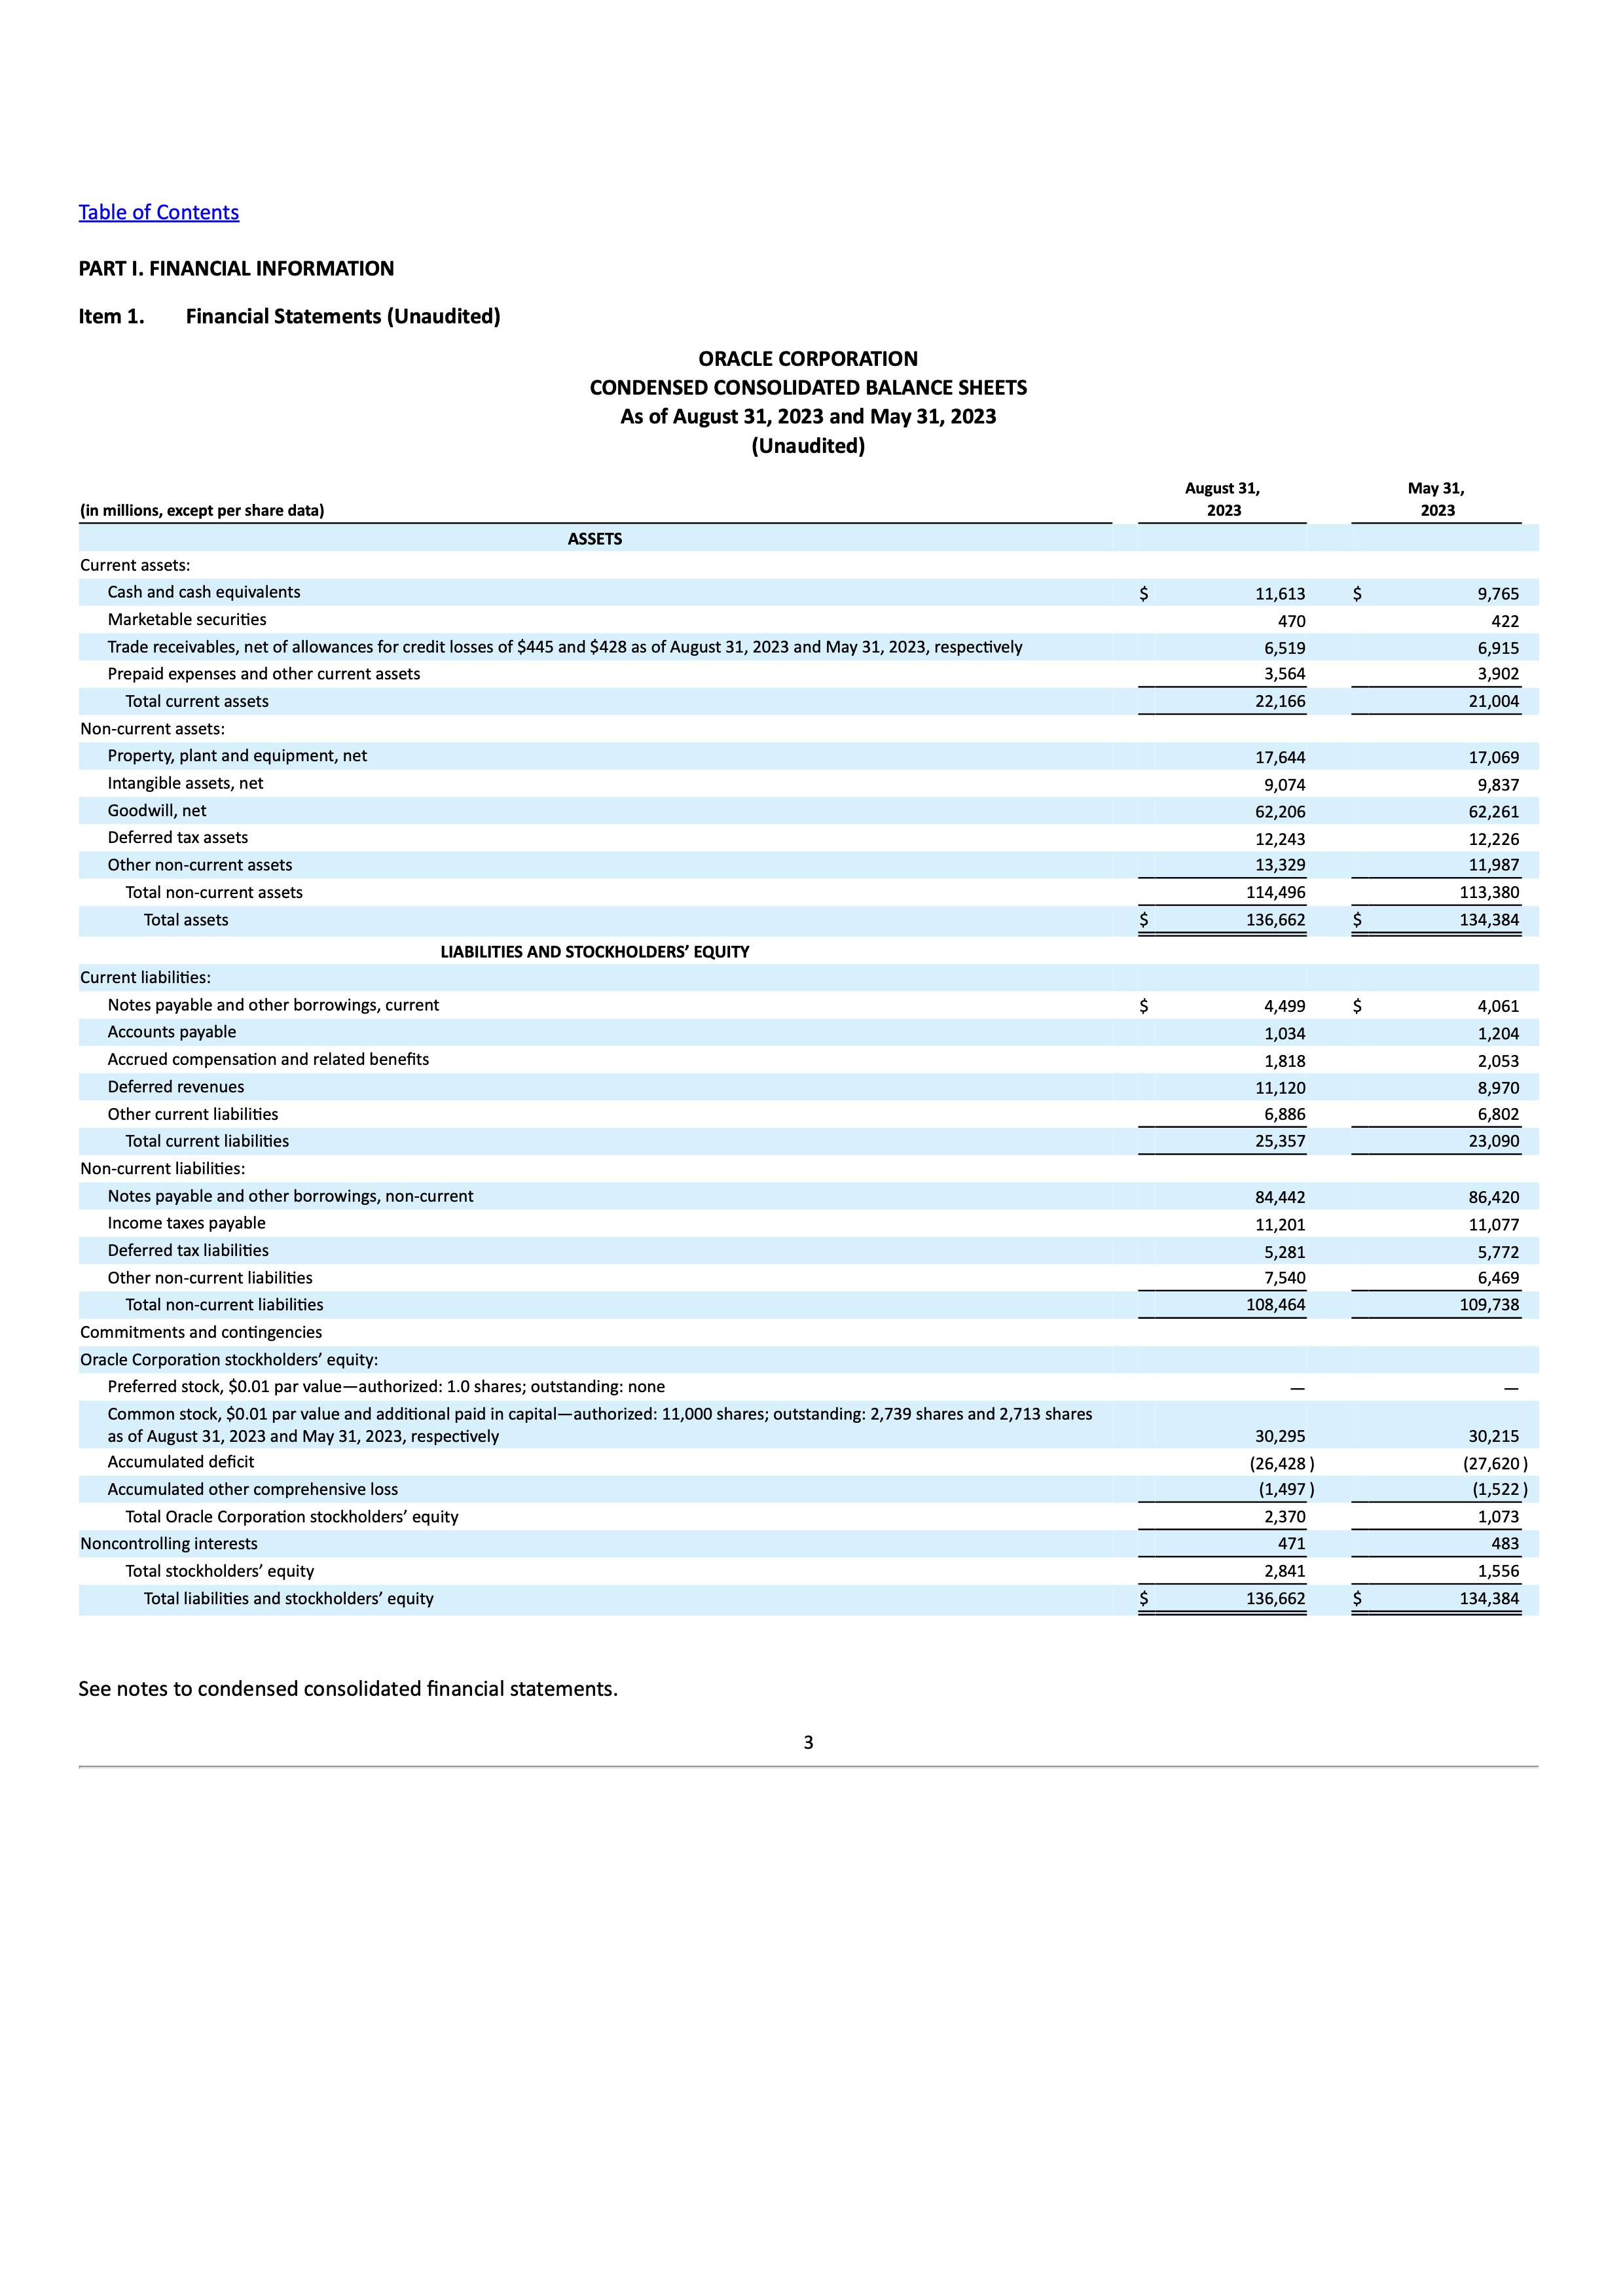 Table of Contents
PART I. FINANCIAL INFORMATION
Item 1. Financial Statements (Unaudited)
ORACLE CORPORATION
CONDENSED CONSOLIDATED BALANCE SHEETS
As of August 31, 2023 and May 31, 2023
(Unaudited)
August 31, May 31,
(in millions, except per share data) 2023 2023
ASSETS
Current assets:
Cash and cash equivalents $ 11,613 $ 9,765
Marketable securities 470 422
Trade receivables, net of allowances for credit losses of $445 and $428 as of August 31, 2023 and May 31, 2023, respectively 6,519 6,915
Prepaid expenses and other current assets 3,564 3,902
Total current assets 22,166 21,004
Non-current assets:
Property, plant and equipment, net 17,644 17,069
Intangible assets, net 9,074 9,837
Goodwill, net 62,206 62,261
Deferred tax assets 12,243 12,226
Other non-current assets 13,329 11,987
Total non-current assets 114,496 113,380
Total assets $ 136,662 $ 134,384
LIABILITIES AND STOCKHOLDERS’ EQUITY
Current liabilities:
Notes payable and other borrowings, current $ 4,499 $ 4,061
Accounts payable 1,034 1,204
Accrued compensation and related benefits 1,818 2,053
Deferred revenues 11,120 8,970
Other current liabilities 6,886 6,802
Total current liabilities 25,357 23,090
Non-current liabilities:
Notes payable and other borrowings, non-current 84,442 86,420
Income taxes payable 11,201 11,077
Deferred tax liabilities 5,281 5,772
Other non-current liabilities 7,540 6,469
Total non-current liabilities 108,464 109,738
Commitments and contingencies
Oracle Corporation stockholders’ equity:
Preferred stock, $0.01 par value—authorized: 1.0 shares; outstanding: none — —
Common stock, $0.01 par value and additional paid in capital—authorized: 11,000 shares; outstanding: 2,739 shares and 2,713 shares
as of August 31, 2023 and May 31, 2023, respectively 30,295 30,215
Accumulated deficit (26,428 ) (27,620 )
Accumulated other comprehensive loss (1,497 ) (1,522 )
Total Oracle Corporation stockholders’ equity 2,370 1,073
Noncontrolling interests 471 483
Total stockholders’ equity 2,841 1,556
Total liabilities and stockholders’ equity $ 136,662 $ 134,384
See notes to condensed consolidated financial statements.
3